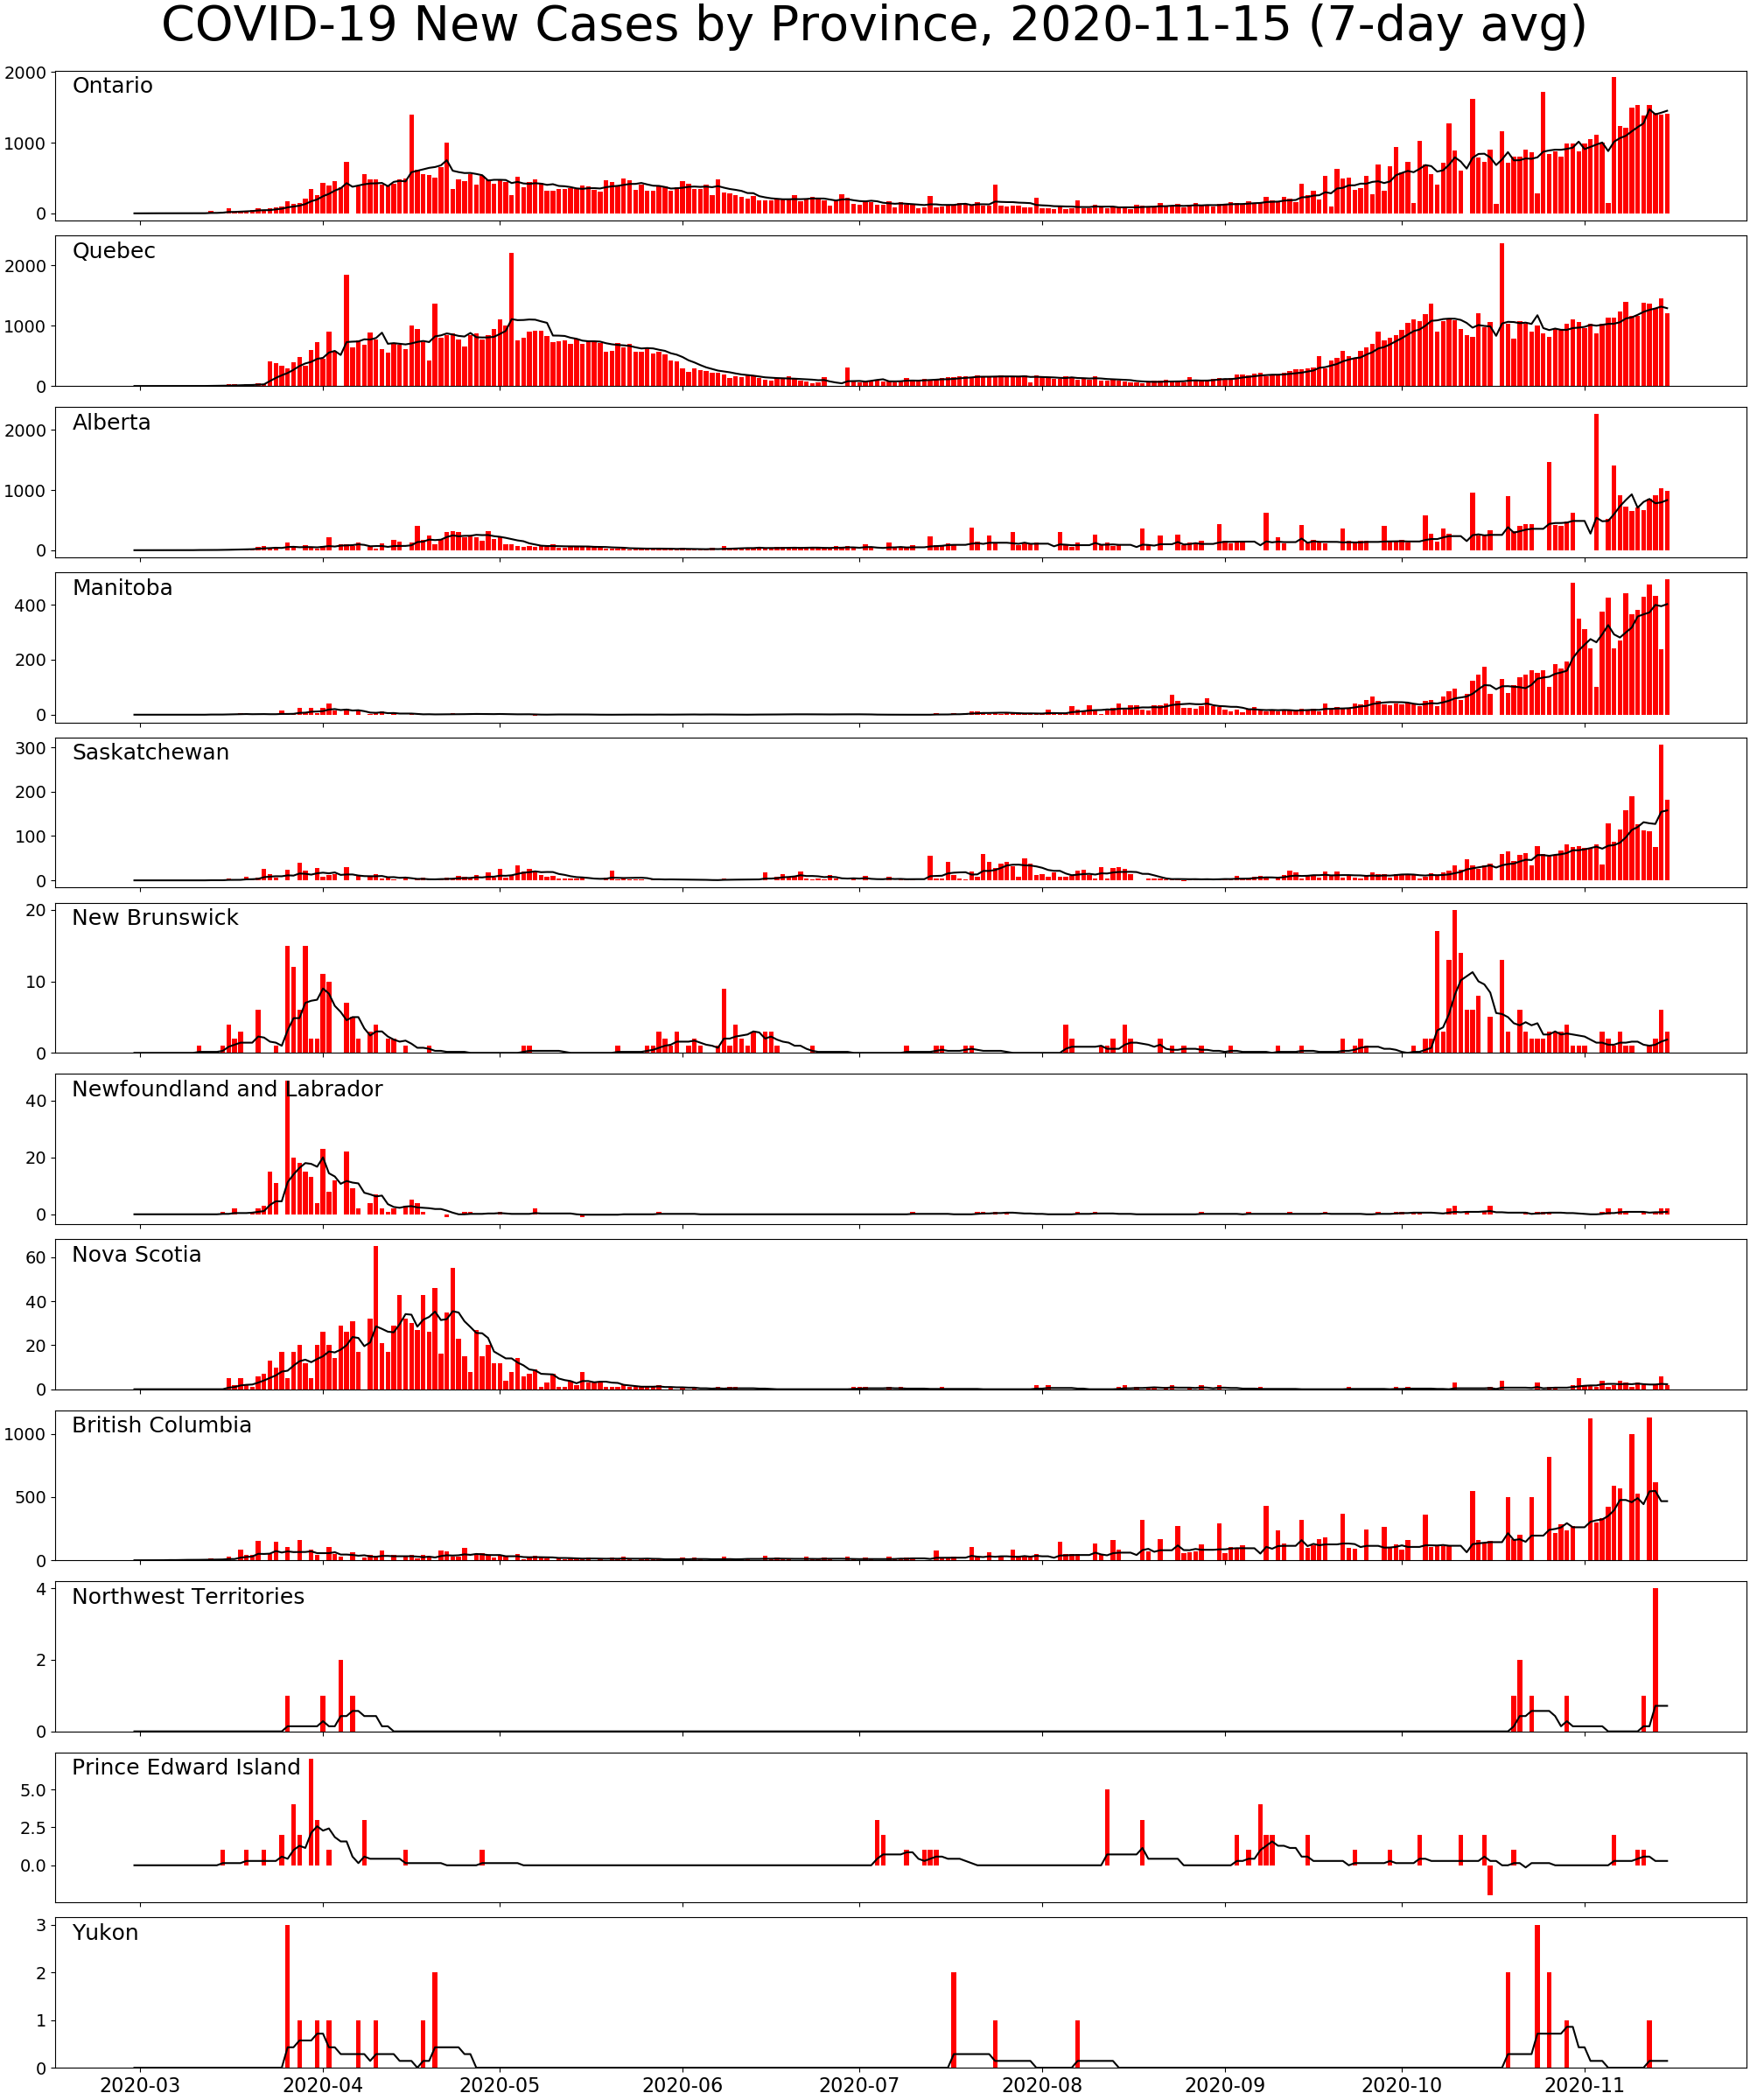 COVID-19 New Cases by Province, 2020-11-15 (7-day avg)
2000
Ontario
1000
0
Quebec
2000
1000
0
Alberta
2000
1000
0
Manitoba
400
200
0
Saskatchewan
300
200
100
0
20
New Brunswick
10
0
Newfoundland and Labrador
40
20
0
Nova Scotia
60
40
20
0
British Columbia
1000
500
0
4
Northwest Territories
2
0
Prince Edward Island
5.0
2.5
0.0
3
Yukon
2
1
0
2020-03 2020-04 2020-05 2020-06 2020-07 2020-08 2020-09 2020-10 2020-11